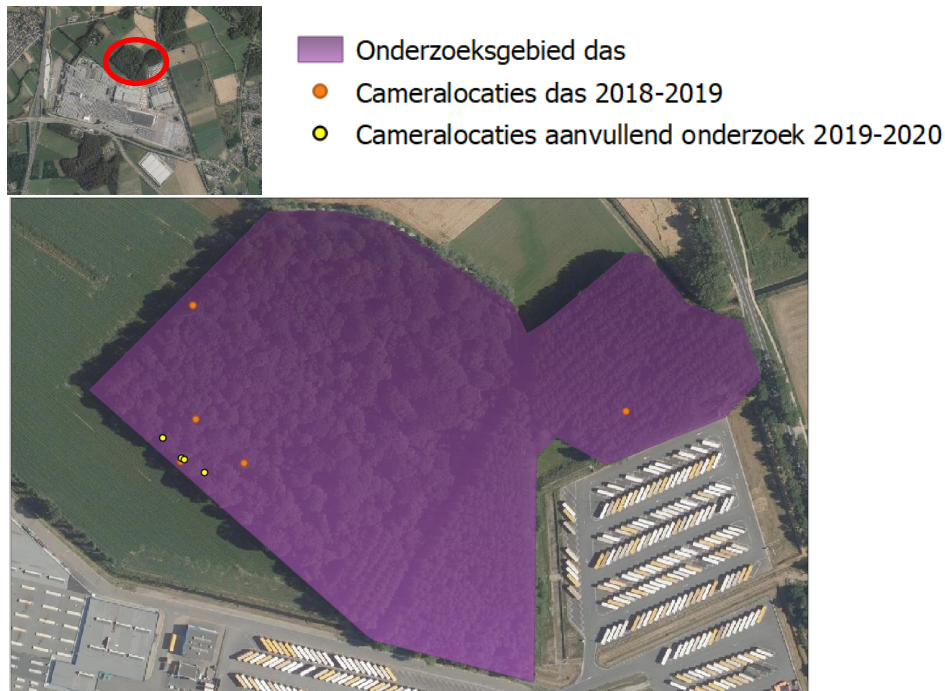 Onderzoeksgebied das
Cameralocaties das 2018-2019
Cameralocaties aanvullend onderzoek 2019-2020